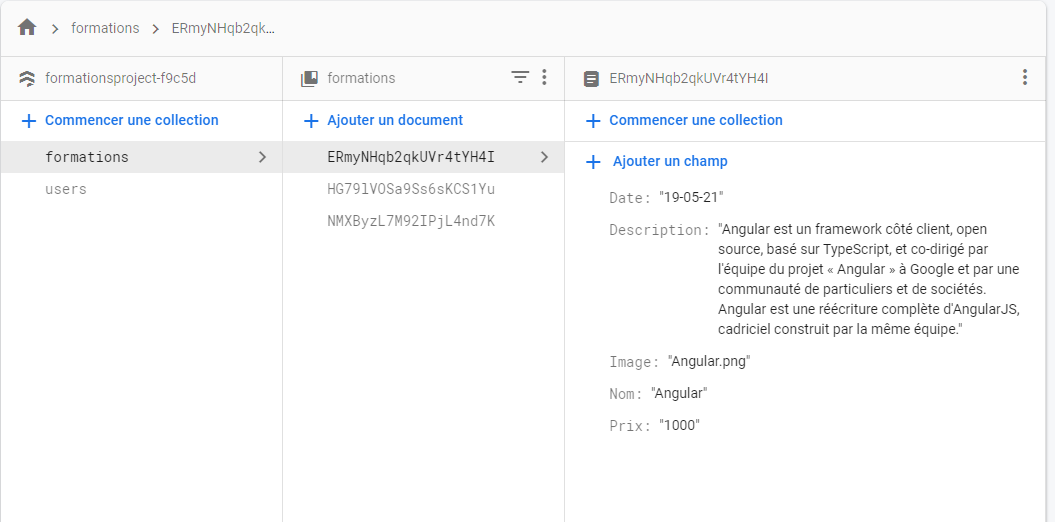 formations
ERmyNHqb2qk...
formationsproject-f9c5d
formations
ERmyNHqb2qkUVr4tYH4I
Commencer une collection
Ajouter un document
Commencer une collection
formations
users
ERmyNHqb2qkUVr4tYH4I
HG79lVOSa9Ss6sKCS1Yu
NMXByzL7M92IPjL4nd7K
Ajouter un champ
Date: "19-05-21"
Description: "Angular est un framework côté client, open
source, basé sur TypeScript, et co-dirigé par
l'équipe du projet « Angular » à Google et par une
communauté de particuliers et de sociétés.
Angular est une réécriture complète d'AngularJS,
cadriciel construit par la même équipe."
Image: "Angular.png"
Nom: "Angular"
Prix: "1000"